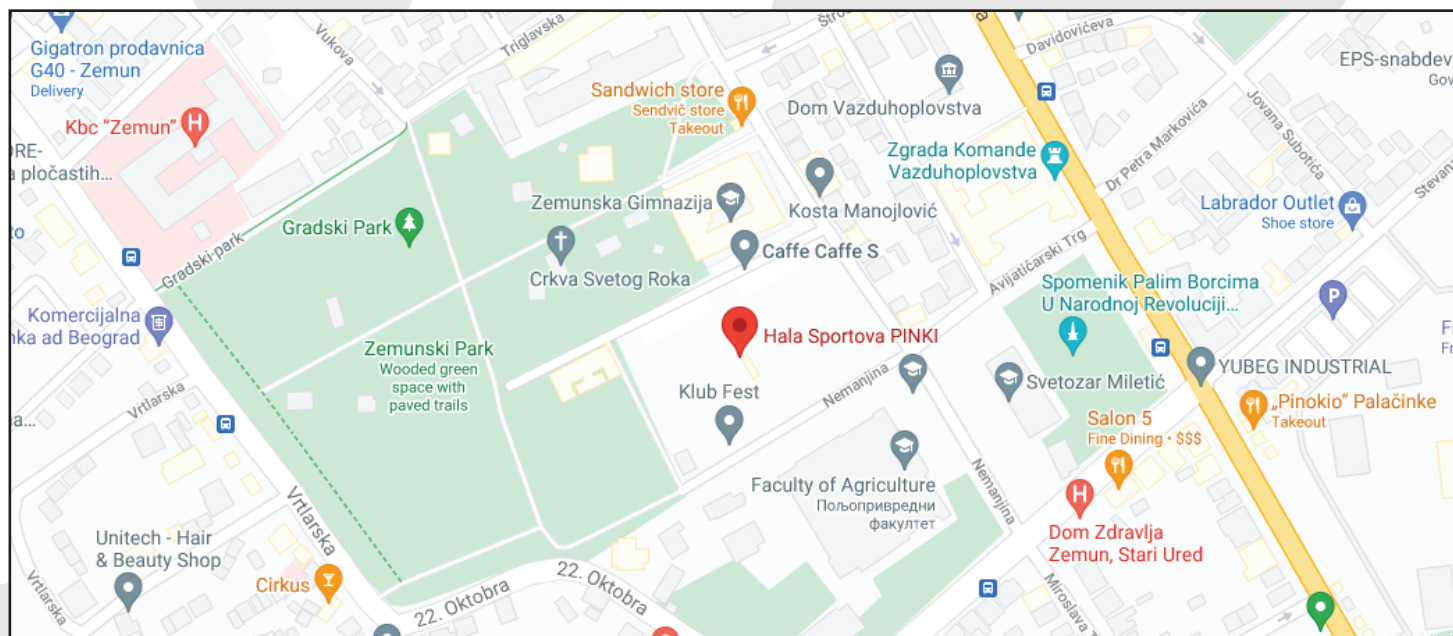 Gigatron prodavnica
G40 - Zemun
Delivery
Vukova
Triglavska
Davidovićeva
EPS-snabdev
Gov
Kbc "Zemun"
Sandwich store
Sendvič store
Takeout
Dom Vazduhoplovstva
Jovana Subotića
Dr Petra Markovića
Stevan
pločastih...
Zgrada Komande
Vazduhoplovstva
Zemunska Gimnazija
Kosta Manojlović
Labrador Outlet
Shoe store
Gradski Park
Gradski-park
Crkva Svetog Roka
Caffe Caffe S
Avijatičarski Trg
Spomenik Palim Borcima
U Narodnoj Revoluciji...
P
Komercijalna
nka ad Beograd
Hala Sportova PINKI
Zemunski Park
Wooded green
space with
paved trails
Klub Fest
Nemanjina
Svetozar Miletić
YUBEG INDUSTRIAL
„Pinokio" Palačinke
Takeout
Vrtlarska
Salon 5
Fine Dining • $$$
Faculty of Agriculture
Пољопривредни
факултет
Nemanjina
Vrtlarska
Dom Zdravlja
Zemun, Stari Ured
Unitech - Hair
& Beauty Shop
Cirkus
Vrtlarska
22. Oktobra
22. Oktobra
Miroslava